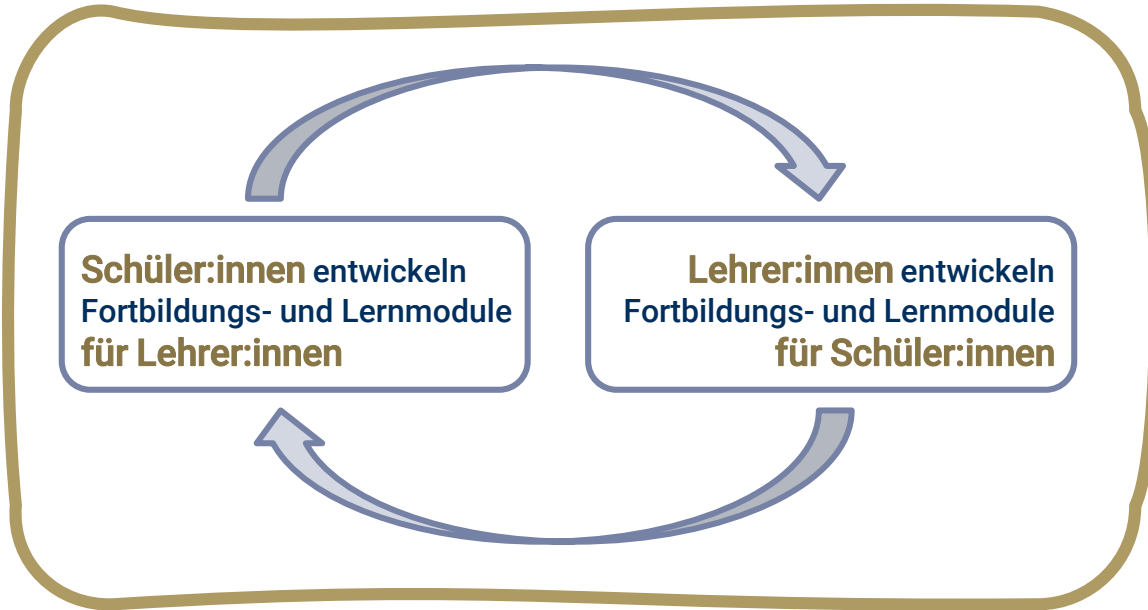 Schüler:innen entwickeln
Fortbildungs- und Lernmodule
für Lehrer:innen
Lehrer:innen entwickeln
Fortbildungs- und Lernmodule
für Schüler:innen